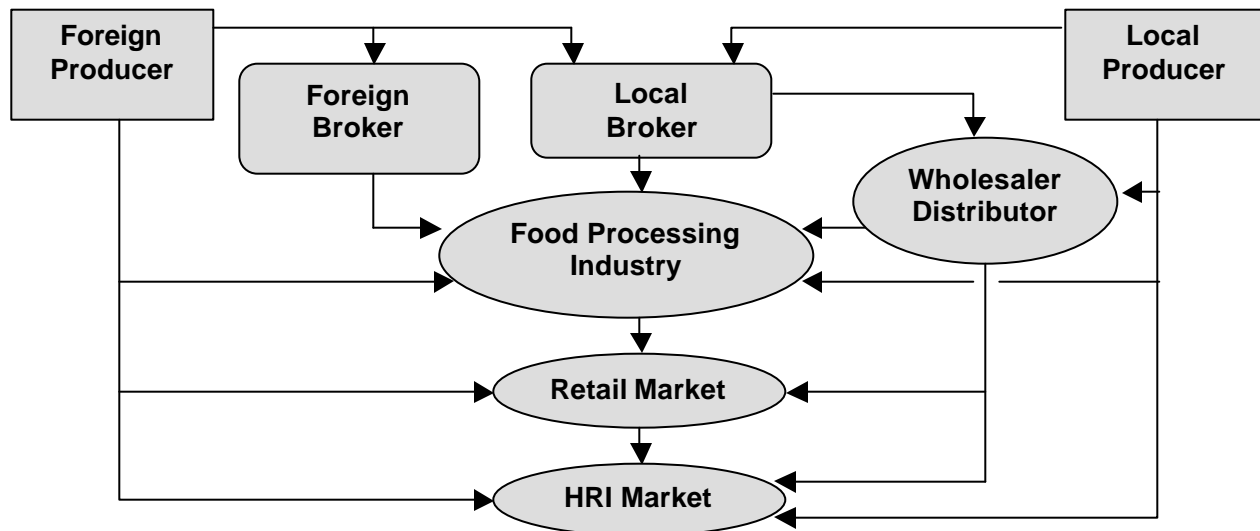 Foreign
Producer
Local
Producer
Foreign
Broker
Local
Broker
Wholesaler
Distributor
Food Processing
Industry
Retail Market
HRI Market